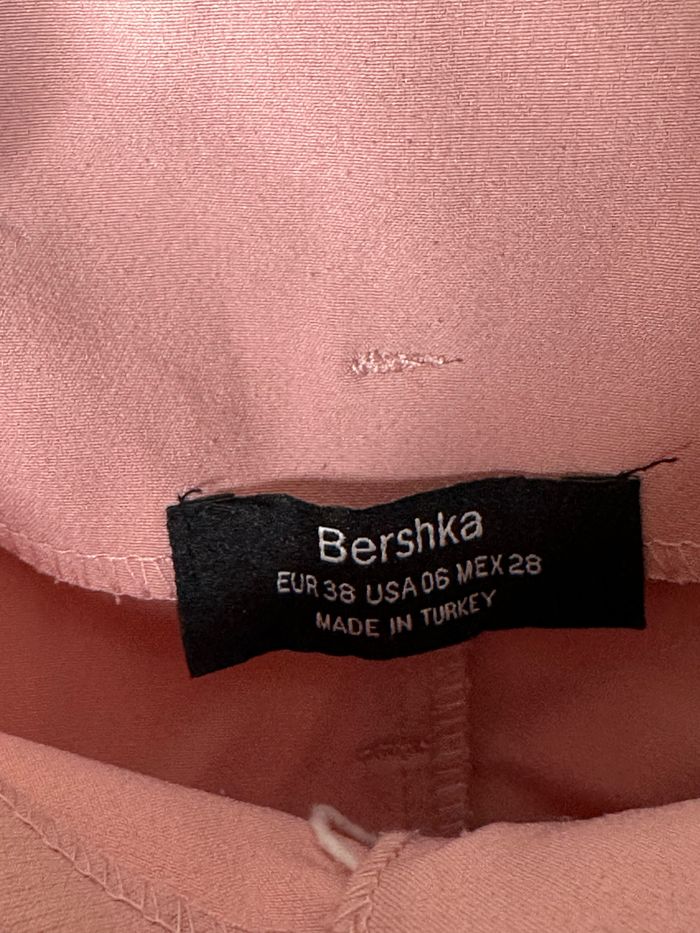 Bershka
EUR 38 USA 06 MEX 28
MADE IN TURKEY